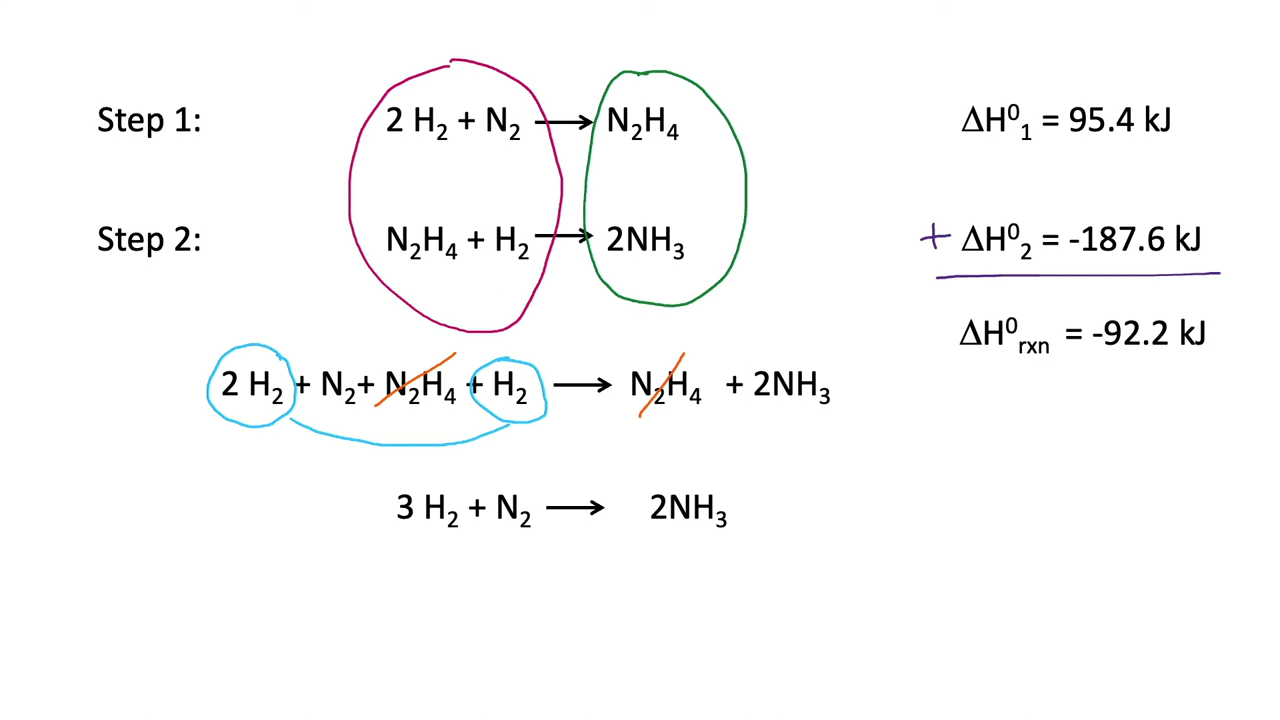 Step 1: 2 H₂ + N₂ ⟶ N₂H₄ ΔH⁰₁ = 95.4 kJ
Step 2: N₂H₄ + H₂ ⟶ 2NH₃ + ΔH⁰₂ = -187.6 kJ
ΔH⁰rxn = -92.2 kJ
2 H₂ + N₂+ N₂H₄ + H₂ ⟶ N₂H₄ + 2NH₃
3 H₂ + N₂ ⟶ 2NH₃